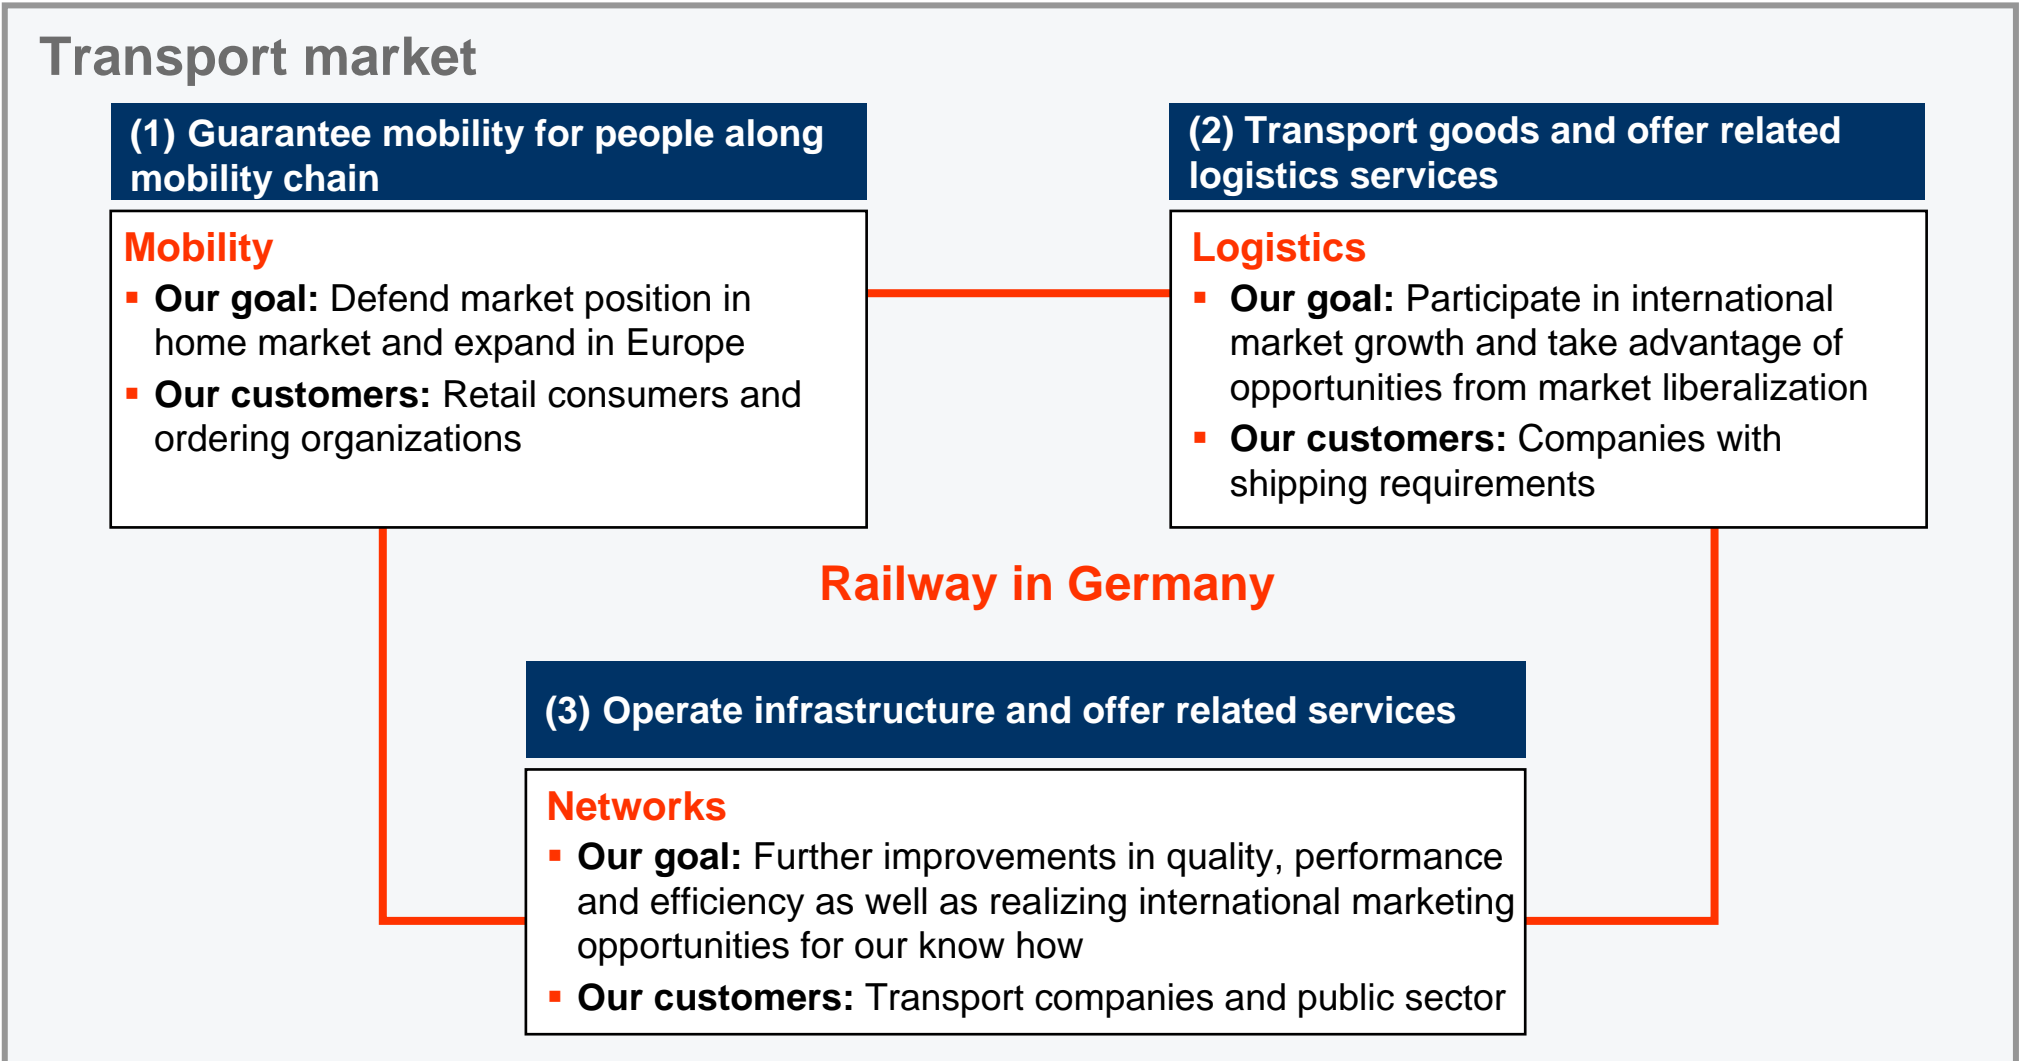 Transport market
(1) Guarantee mobility for people along
mobility chain
Mobility
▪ Our goal: Defend market position in
home market and expand in Europe
▪ Our customers: Retail consumers and
ordering organizations
(2) Transport goods and offer related
logistics services
Logistics
▪ Our goal: Participate in international
market growth and take advantage of
opportunities from market liberalization
▪ Our customers: Companies with
shipping requirements
Railway in Germany
(3) Operate infrastructure and offer related services
Networks
▪ Our goal: Further improvements in quality, performance
and efficiency as well as realizing international marketing
opportunities for our know how
▪ Our customers: Transport companies and public sector